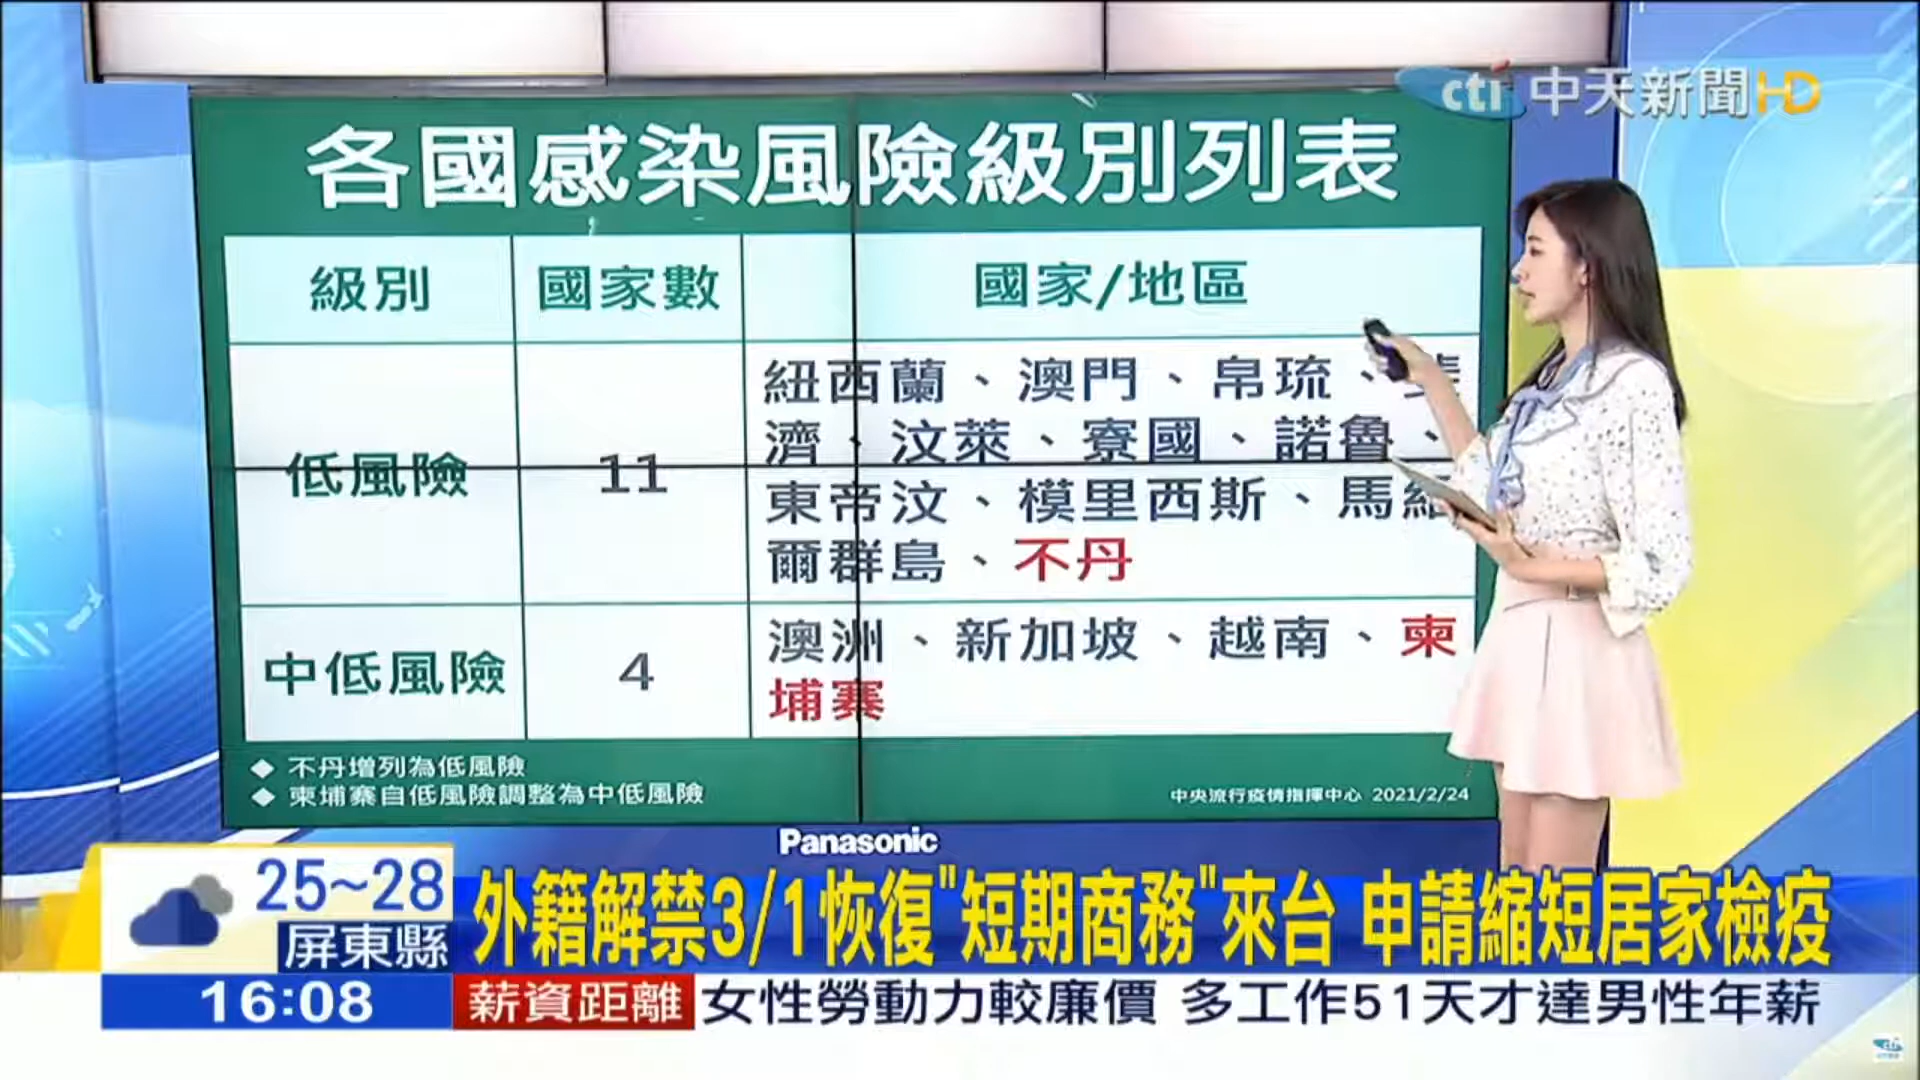 cti 中天新聞HD
各國感染風險級別列表
級別 國家數 國家/地區
低風險 11
紐西蘭、澳門、帛琉、
濟、汶萊、寮國、諾魯、
東帝汶、模里西斯、馬紹
爾群島、不丹
中低風險 4
澳洲、新加坡、越南、柬
埔寨
◆ 不丹增列為低風險
◆ 柬埔寨自低風險調整為中低風險
中央流行疫情指揮中心 2021/2/24
Panasonic
25~28
屏東縣
外籍解禁3/1恢復"短期商務"來台 申請縮短居家檢疫
16:08
薪資距離 女性勞動力較廉價 多工作51天才達男性年薪